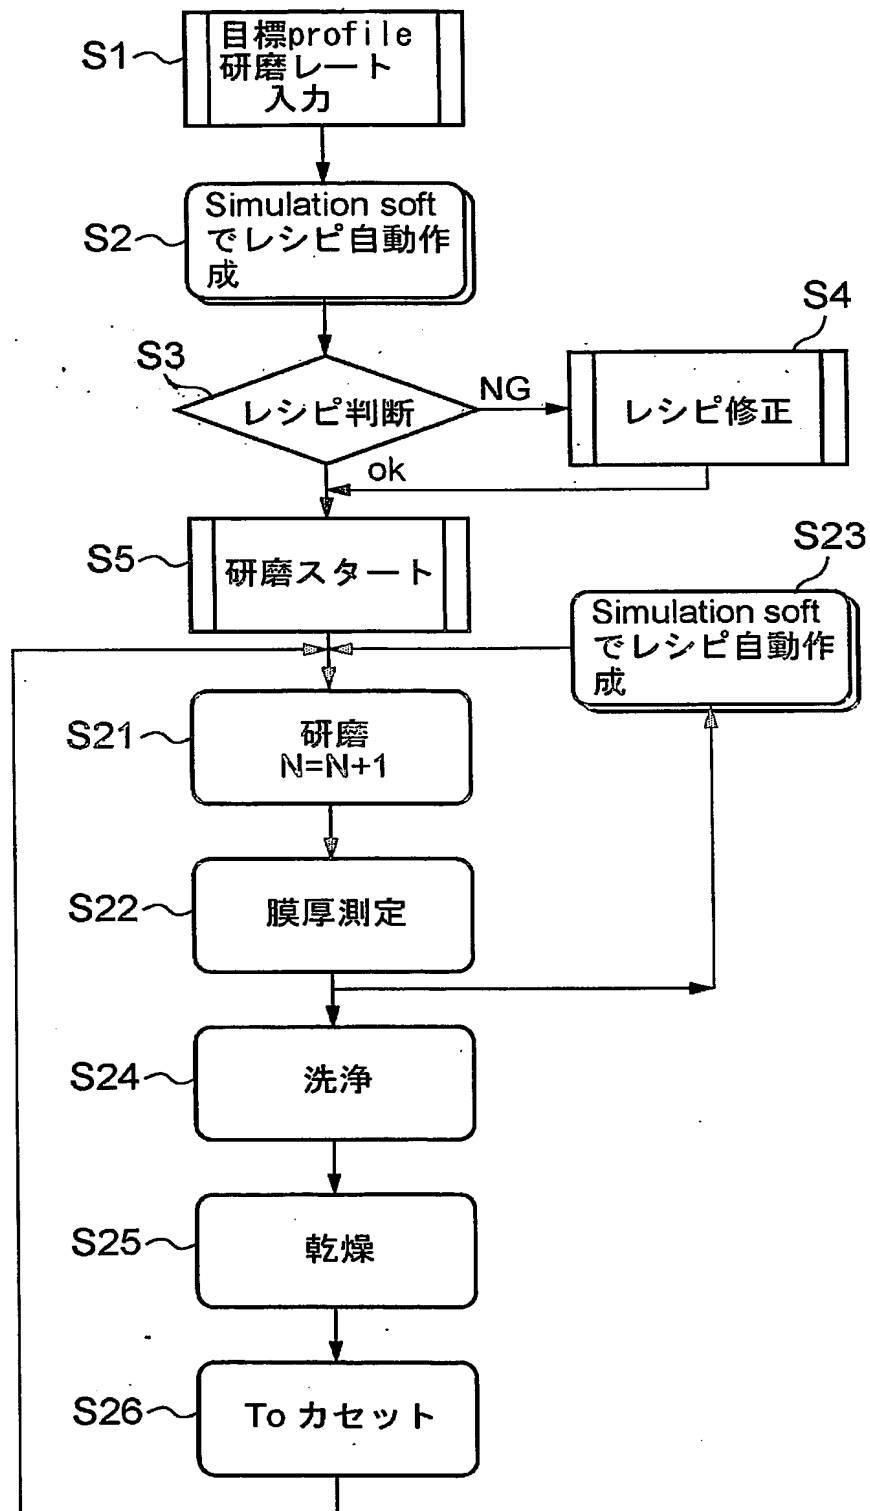 S1
目標profile
研磨レート
入力
S2
Simulation soft
でレシピ自動作
成
S3
レシピ判断
NG
ok
S4
レシピ修正
S5
研磨スタート
S23
Simulation soft
でレシピ自動作
成
S21
研磨
N=N+1
S22
膜厚測定
S24
洗浄
S25
乾燥
S26
To カセット